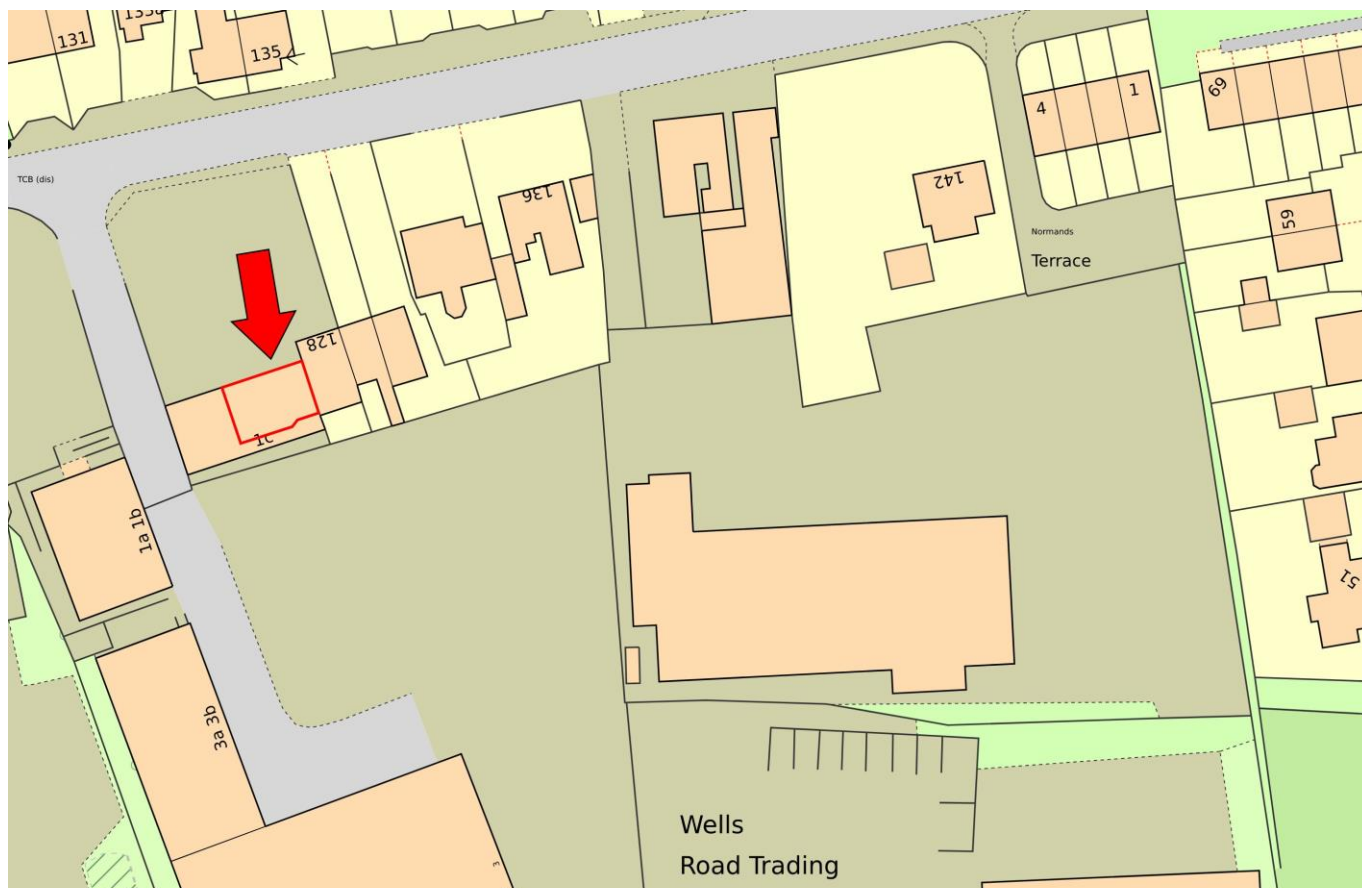 131
135a
135
4
1
69
TCB (dis)
136
142
59
Normands
Terrace
128
1c
1a 1b
51
3a 3b
Wells
Road Trading
3